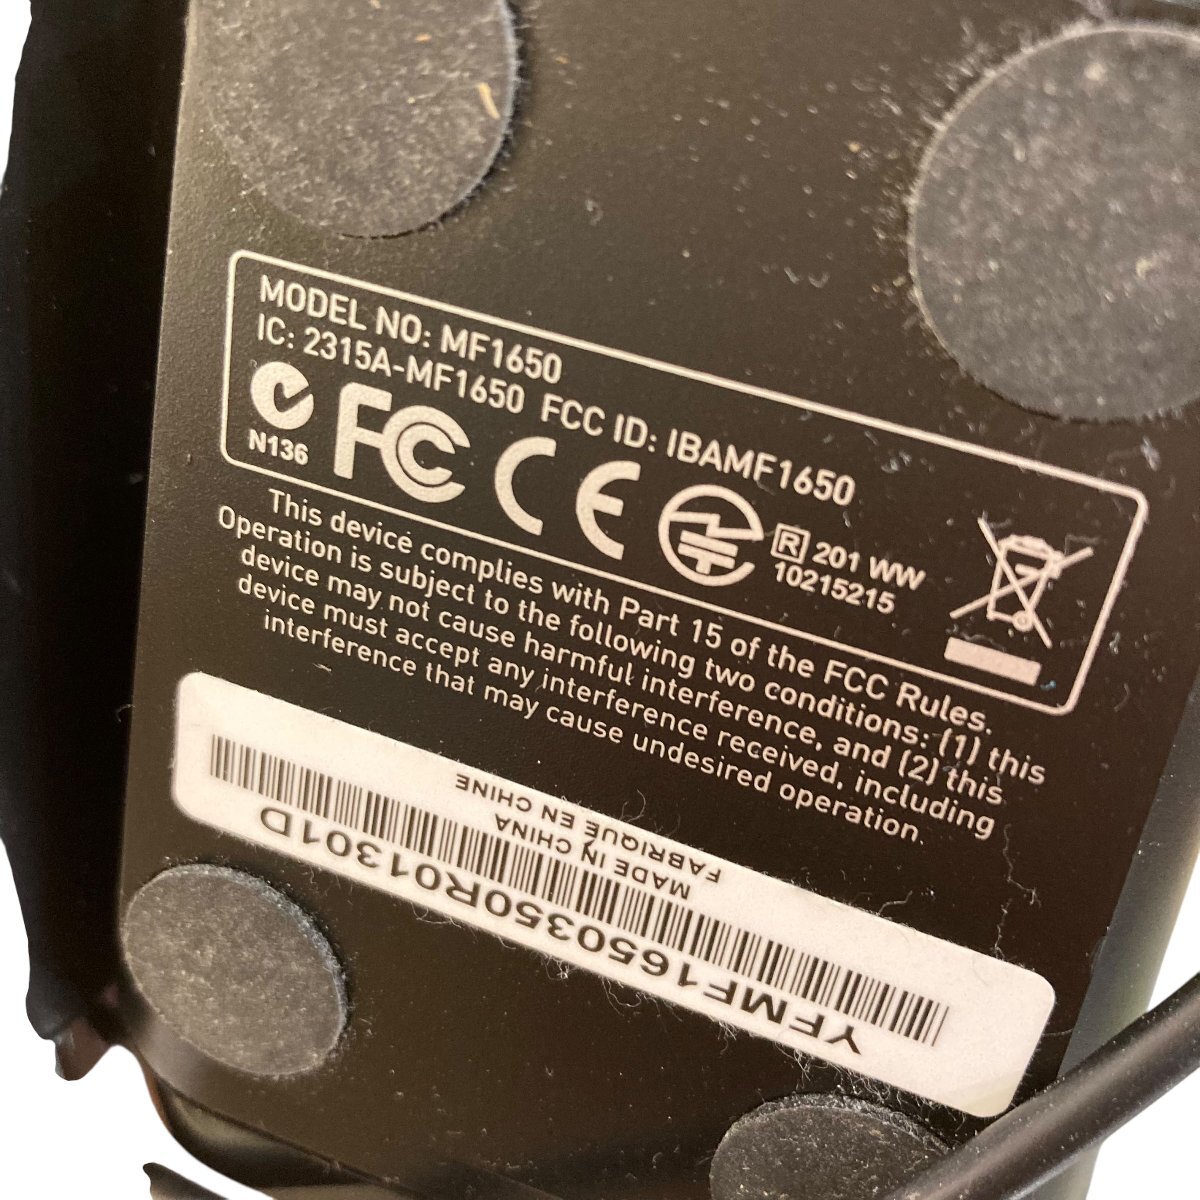 MODEL NO: MF1650
IC: 2315A-MF1650 FCC ID: IBAMF1650
N136 FC CE R 201 WW
10215215
This device complies with Part 15 of the FCC Rules.
Operation is subject to the following two conditions: (1) this
device may not cause harmful interference, and (2) this
device must accept any interference received, including
interference that may cause undesired operation.
YFMF1650350R01301D
MADE IN CHINA
FABRIQUÉ EN CHINE